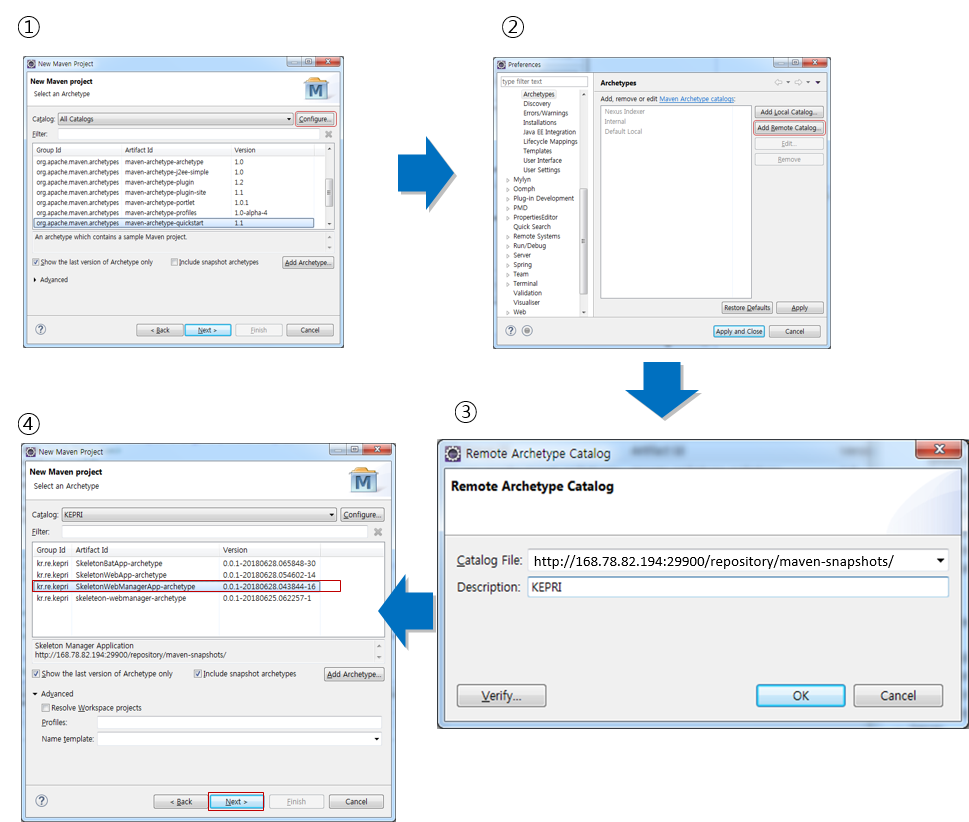 ①
New Maven Project
New Maven project
Select an Archetype
Catalog: All Catalogs Configure...
Filter:
Group Id Artifact Id Version
org.apache.maven.archetypes maven-archetype-archetype 1.0
org.apache.maven.archetypes maven-archetype-j2ee-simple 1.0
org.apache.maven.archetypes maven-archetype-plugin 1.2
org.apache.maven.archetypes maven-archetype-plugin-site 1.1
org.apache.maven.archetypes maven-archetype-portlet 1.0.1
org.apache.maven.archetypes maven-archetype-profiles 1.0-alpha-4
org.apache.maven.archetypes maven-archetype-quickstart 1.1
An archetype which contains a sample Maven project.
Show the last version of Archetype only Include snapshot archetypes Add Archetype...
Advanced
< Back Next > Finish Cancel
②
Preferences
type filter text
Archetypes
Discovery
Errors/Warnings
Installations
Java EE Integration
Lifecycle Mappings
Templates
User Interface
User Settings
Mylyn
Oomph
Plug-in Development
PMD
PropertiesEditor
Quick Search
Remote Systems
Run/Debug
Server
Spring
Team
Terminal
Validation
Visualiser
Web
Archetypes
Add, remove or edit Maven Archetype catalogs:
Nexus Indexer
Internal
Default Local
Add Local Catalog...
Add Remote Catalog...
Edit...
Remove
Restore Defaults Apply
Apply and Close Cancel
③
Remote Archetype Catalog
Remote Archetype Catalog
Catalog File: http://168.78.82.194:29900/repository/maven-snapshots/
Description: KEPRI
Verify... OK Cancel
④
New Maven Project
New Maven project
Select an Archetype
Catalog: KEPRI Configure...
Filter:
Group Id Artifact Id Version
kr.re.kepri SkeletonBatApp-archetype 0.0.1-20180628.065848-30
kr.re.kepri SkeletonWebApp-archetype 0.0.1-20180628.054602-14
kr.re.kepri SkeletonWebManagerApp-archetype 0.0.1-20180628.043844-16
kr.re.kepri skeleteon-webmanager-archetype 0.0.1-20180625.062257-1
Skeleton Manager Application
http://168.78.82.194:29900/repository/maven-snapshots/
Show the last version of Archetype only Include snapshot archetypes Add Archetype...
Advanced
Resolve Workspace projects
Profiles:
Name template:
< Back Next > Finish Cancel